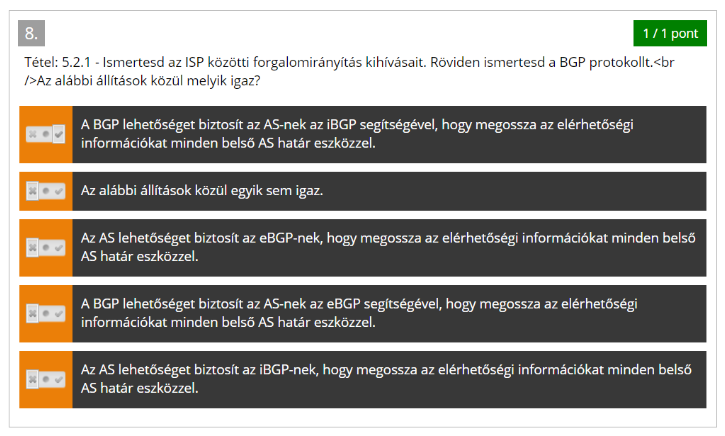 8.
1 / 1 pont
Tétel: 5.2.1 - Ismertesd az ISP közötti forgalomirányítás kihívásait. Röviden ismertesd a BGP protokollt.<br
/>Az alábbi állítások közül melyik igaz?
A BGP lehetőséget biztosít az AS-nek az iBGP segítségével, hogy megossza az elérhetőségi
információkat minden belső AS határ eszközzel.
Az alábbi állítások közül egyik sem igaz.
Az AS lehetőséget biztosít az eBGP-nek, hogy megossza az elérhetőségi információkat minden belső
AS határ eszközzel.
A BGP lehetőséget biztosít az AS-nek az eBGP segítségével, hogy megossza az elérhetőségi
információkat minden belső AS határ eszközzel.
Az AS lehetőséget biztosít az iBGP-nek, hogy megossza az elérhetőségi információkat minden belső
AS határ eszközzel.